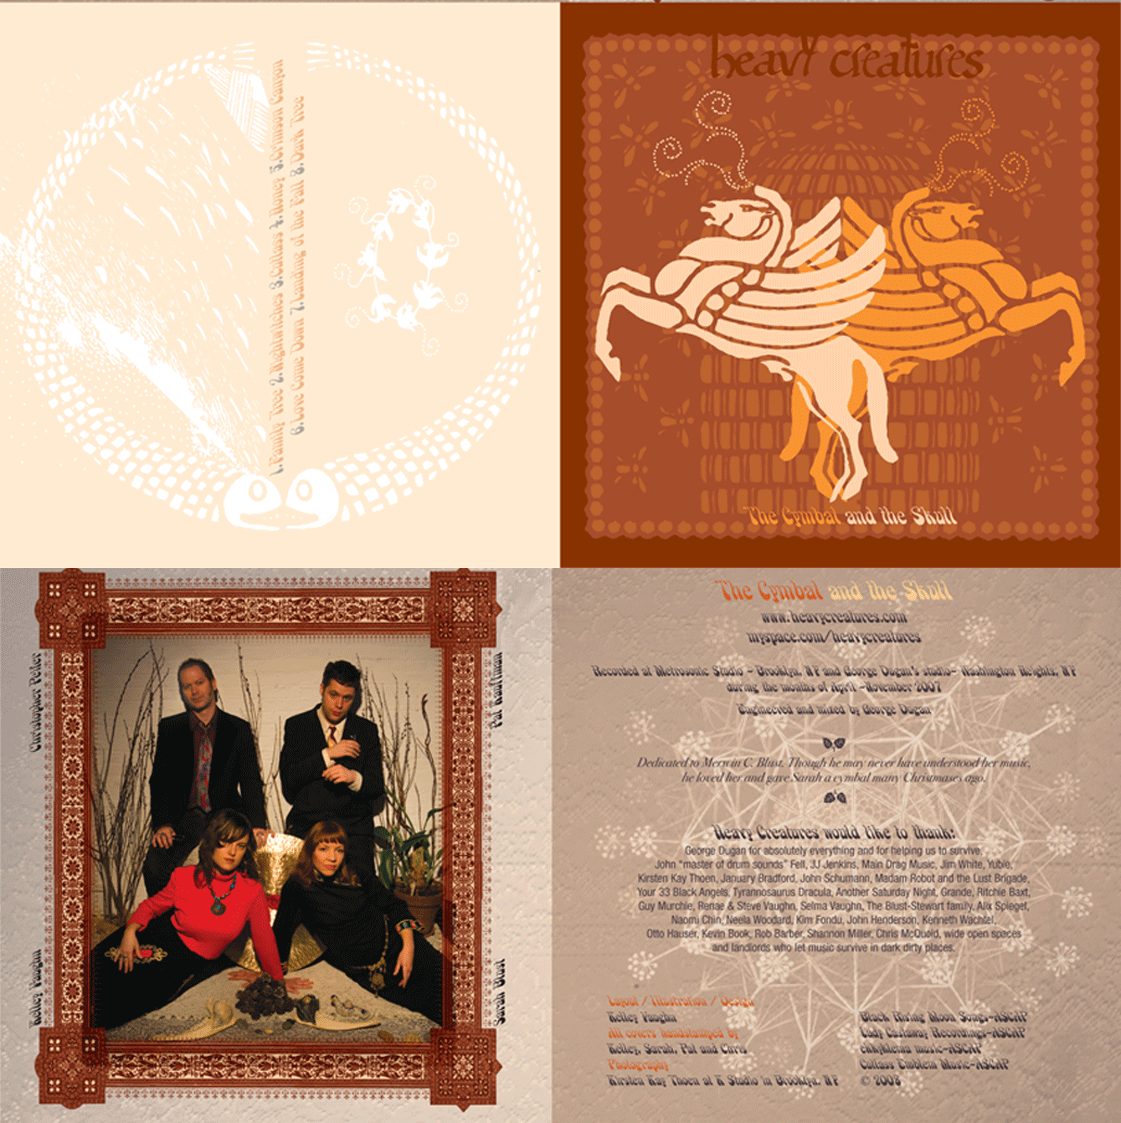 1.Family Tree 2.Nightwitches 3.Cutlass 4.Honey 5.Crimson Canyon
6.Love Come Down 7.Landing of the Fall 8.Dark Tree
heavy creatures
The Cymbal and the Skull
Christopher Peifer
Pat Kauffman
Kelley Vaughn
Sarah Blust
The Cymbal and the Skull
www.heavycreatures.com
myspace.com/heavycreatures
Recorded at Metrosonic Studio - Brooklyn, NY and George Dugan's studio- Washington Heights, NY
during the months of April -November 2007
Engineered and mixed by George Dugan
Dedicated to Merwin C. Blust. Though he may never have understood her music,
he loved her and gave Sarah a cymbal many Christmases ago.
Heavy Creatures would like to thank:
George Dugan for absolutely everything and for helping us to survive,
John "master of drum sounds" Fell, JJ Jenkins, Main Drag Music, Jim White, Yubie,
Kirsten Kay Thoen, January Bradford, John Schumann, Madam Robot and the Lust Brigade,
Your 33 Black Angels, Tyrannosaurus Dracula, Another Saturday Night, Grande, Ritchie Baxt,
Guy Murchie, Renae & Steve Vaughn, Selma Vaughn, The Blust-Stewart family, Alix Spiegel,
Naomi Chin, Neela Woodard, Kim Fondu, John Henderson, Kenneth Wachtel,
Otto Hauser, Kevin Book, Rob Barber, Shannon Miller, Chris McQuoid, wide open spaces
and landlords who let music survive in dark dirty places.
Layout / Illustration / Design
Kelley Vaughn
All covers handstamped by
Kelley, Sarah, Pat and Chris
Photography
Kirsten Kay Thoen at K Studio in Brooklyn, NY
Black Rising Moon Songs-ASCAP
Lady Castaway Recordings-ASCAP
music-ASCAP
Cutlass Emblem Music-ASCAP
© 2008